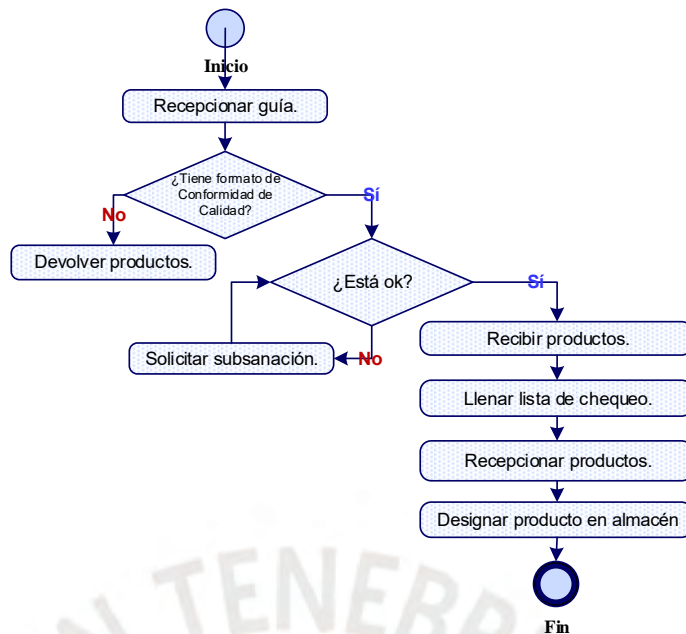 Inicio
Recepcionar guía.
¿Tiene formato de
Conformidad de
Calidad?
No
Sí
Devolver productos.
¿Está ok?
Sí
Solicitar subsanación.
No
Recibir productos.
Llenar lista de chequeo.
Recepcionar productos.
Designar producto en almacén
Fin
TENEBR